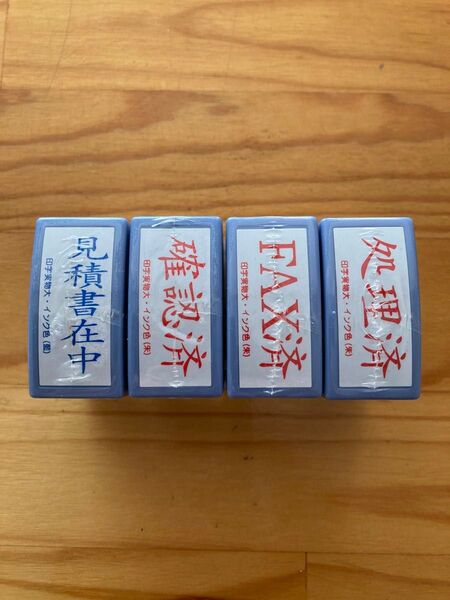 見積書在中
印字実物大・インク色(藍)
確認済
印字実物大・インク色(朱)
FAX済
印字実物大・インク色(朱)
処理済
印字実物大・インク色(朱)